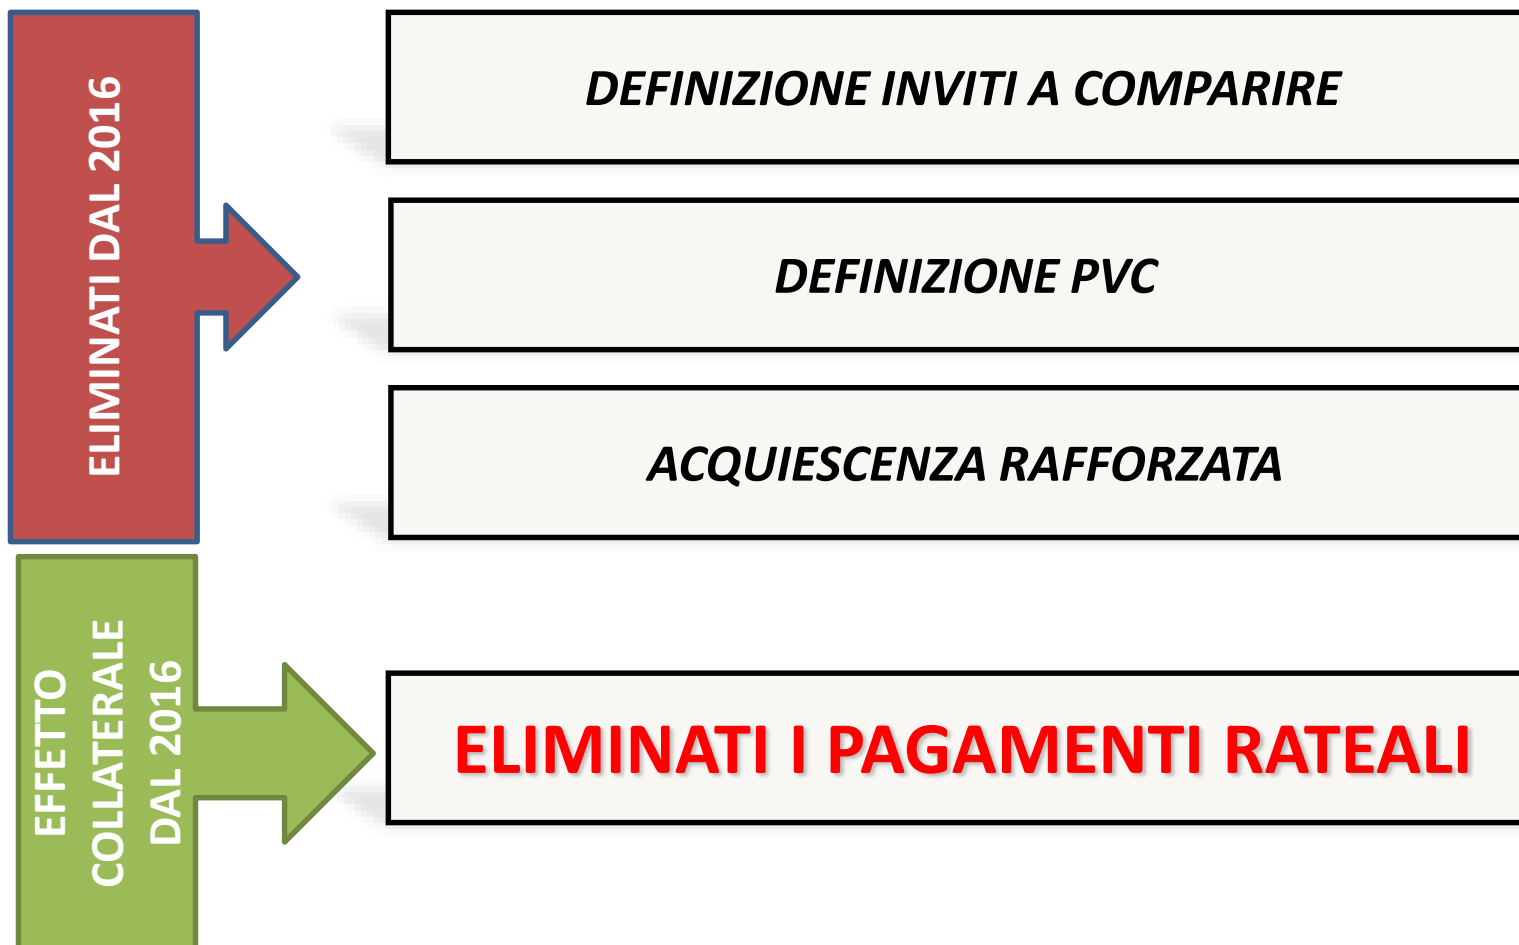 ELIMINATI DAL 2016
DEFINIZIONE INVITI A COMPARIRE
DEFINIZIONE PVC
ACQUIESCENZA RAFFORZATA
EFFETTO
COLLATERALE
DAL 2016
ELIMINATI I PAGAMENTI RATEALI